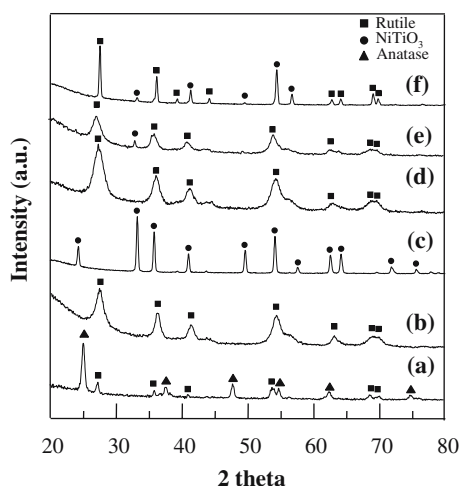 ■ Rutile
● NiTiO₃
▲ Anatase
(f)
(e)
(d)
(c)
(b)
(a)
Intensity (a.u.)
20 30 40 50 60 70 80
2 theta